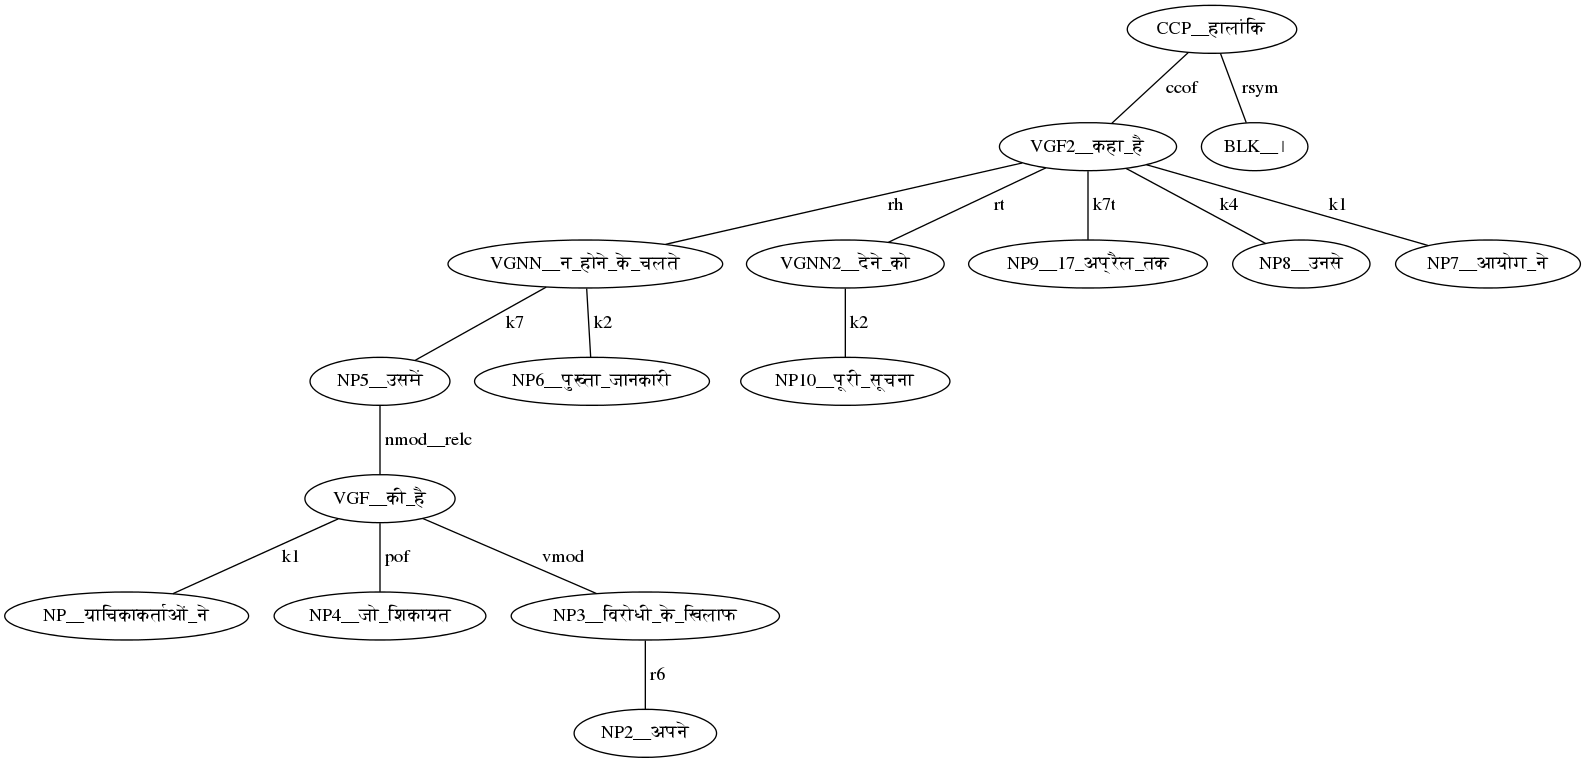 CCP__हालांकि
ccof rsym
VGF2__कहा_है BLK__।
rh rt k7t k4 k1
VGNN__न_होने_के_चलते VGNN2__देने_को NP9__17_अप्रैल_तक NP8__उनसे NP7__आयोग_ने
k7 k2 k2
NP5__उसमें NP6__पुख्ता_जानकारी NP10__पूरी_सूचना
nmod__relc
VGF__की_है
k1 pof vmod
NP__याचिकाकर्ताओं_ने NP4__जो_शिकायत NP3__विरोधी_के_खिलाफ
r6
NP2__अपने